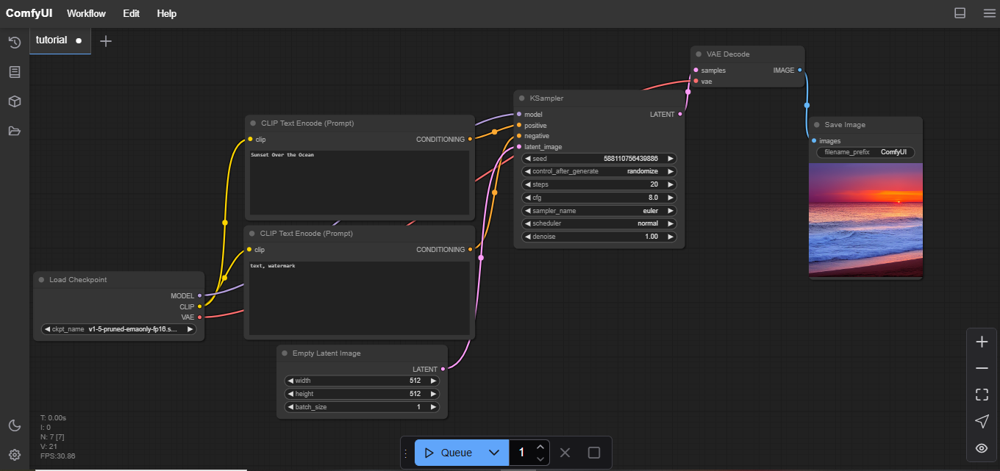 ComfyUI Workflow Edit Help
tutorial
VAE Decode
samples IMAGE
vae
KSampler
model LATENT
positive
negative
latent_image
seed 588110756439886
control_after_generate randomize
steps 20
cfg 8.0
sampler_name euler
scheduler normal
denoise 1.00
CLIP Text Encode (Prompt)
clip CONDITIONING
Sunset Over the Ocean
Save Image
images
filename_prefix ComfyUI
CLIP Text Encode (Prompt)
clip CONDITIONING
text, watermark
Load Checkpoint
MODEL
CLIP
VAE
ckpt_name v1-5-pruned-emaonly-fp16.s...
Empty Latent Image
LATENT
width 512
height 512
batch_size 1
T: 0.00s
I: 0
N: 7 [7]
V: 21
FPS:30.86
Queue 1